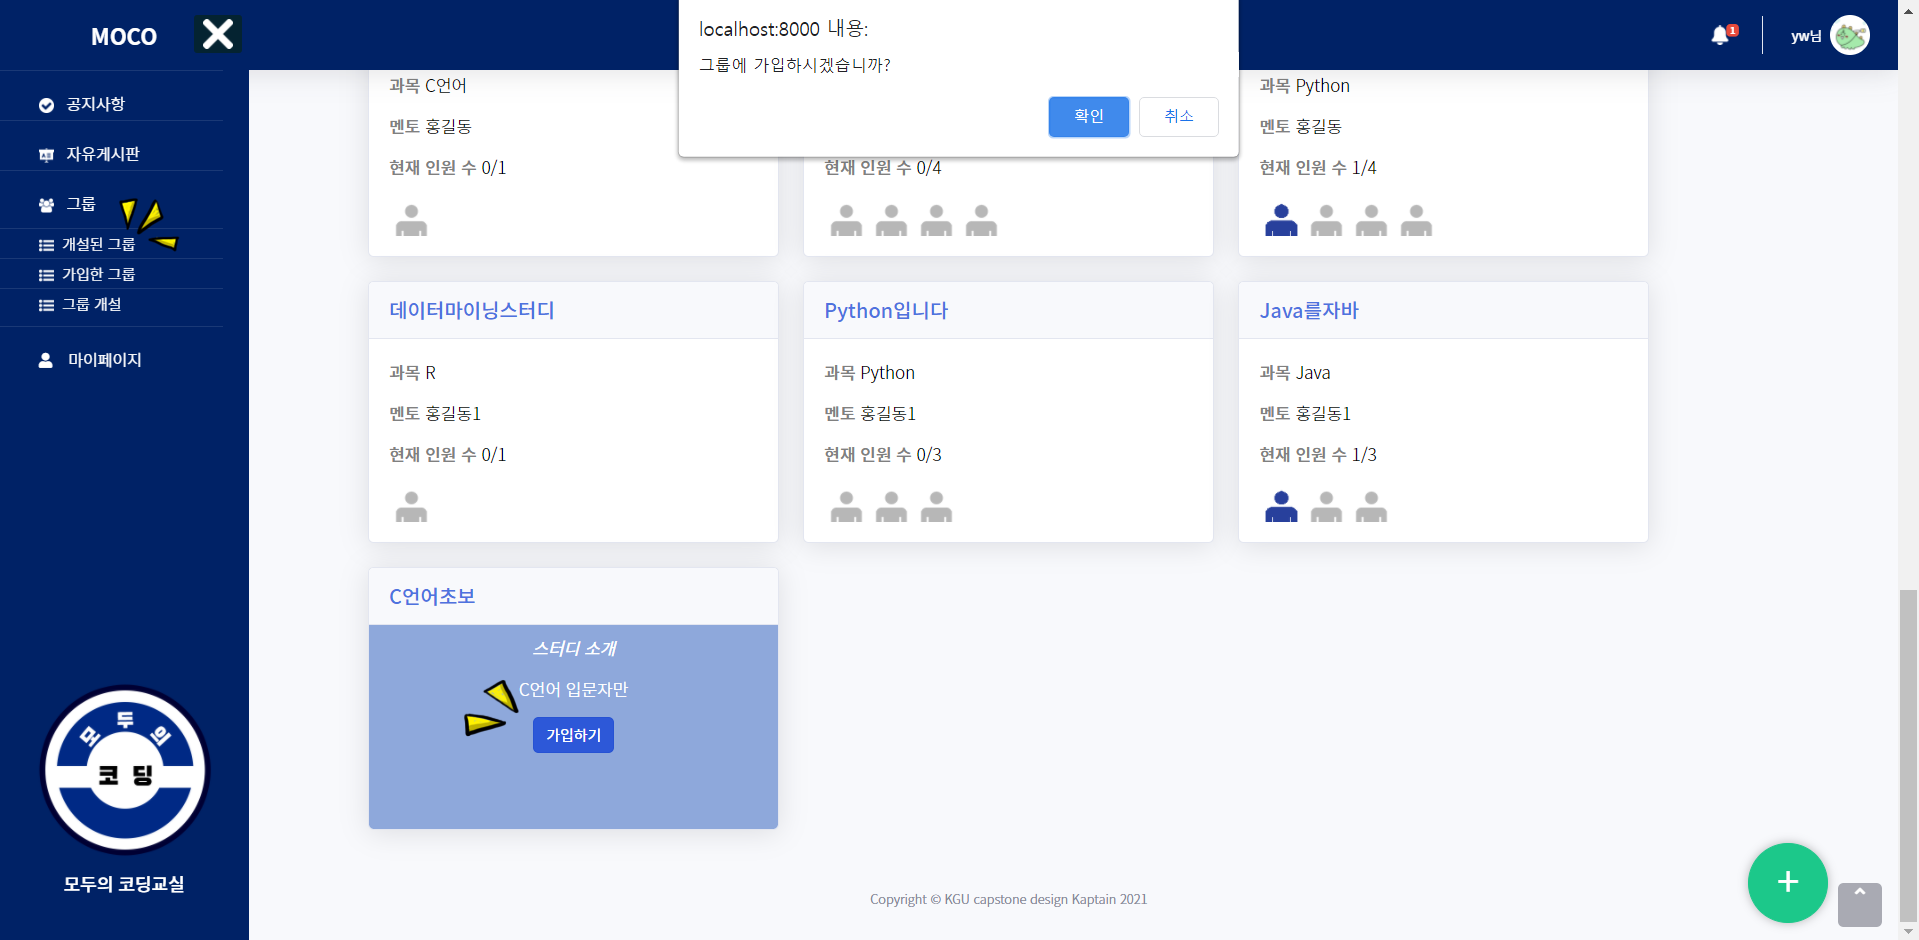 MOCO
localhost:8000 내용:
그룹에 가입하시겠습니까?
확인
취소
1
yw님
공지사항
자유게시판
그룹
개설된 그룹
가입한 그룹
그룹 개설
마이페이지
모두의
코딩
모두의 코딩교실
과목 C언어
멘토 홍길동
현재 인원 수 0/1
현재 인원 수 0/4
과목 Python
멘토 홍길동
현재 인원 수 1/4
데이터마이닝스터디
과목 R
멘토 홍길동1
현재 인원 수 0/1
Python입니다
과목 Python
멘토 홍길동1
현재 인원 수 0/3
Java를자바
과목 Java
멘토 홍길동1
현재 인원 수 1/3
C언어초보
스터디 소개
C언어 입문자만
가입하기
Copyright © KGU capstone design Kaptain 2021
+